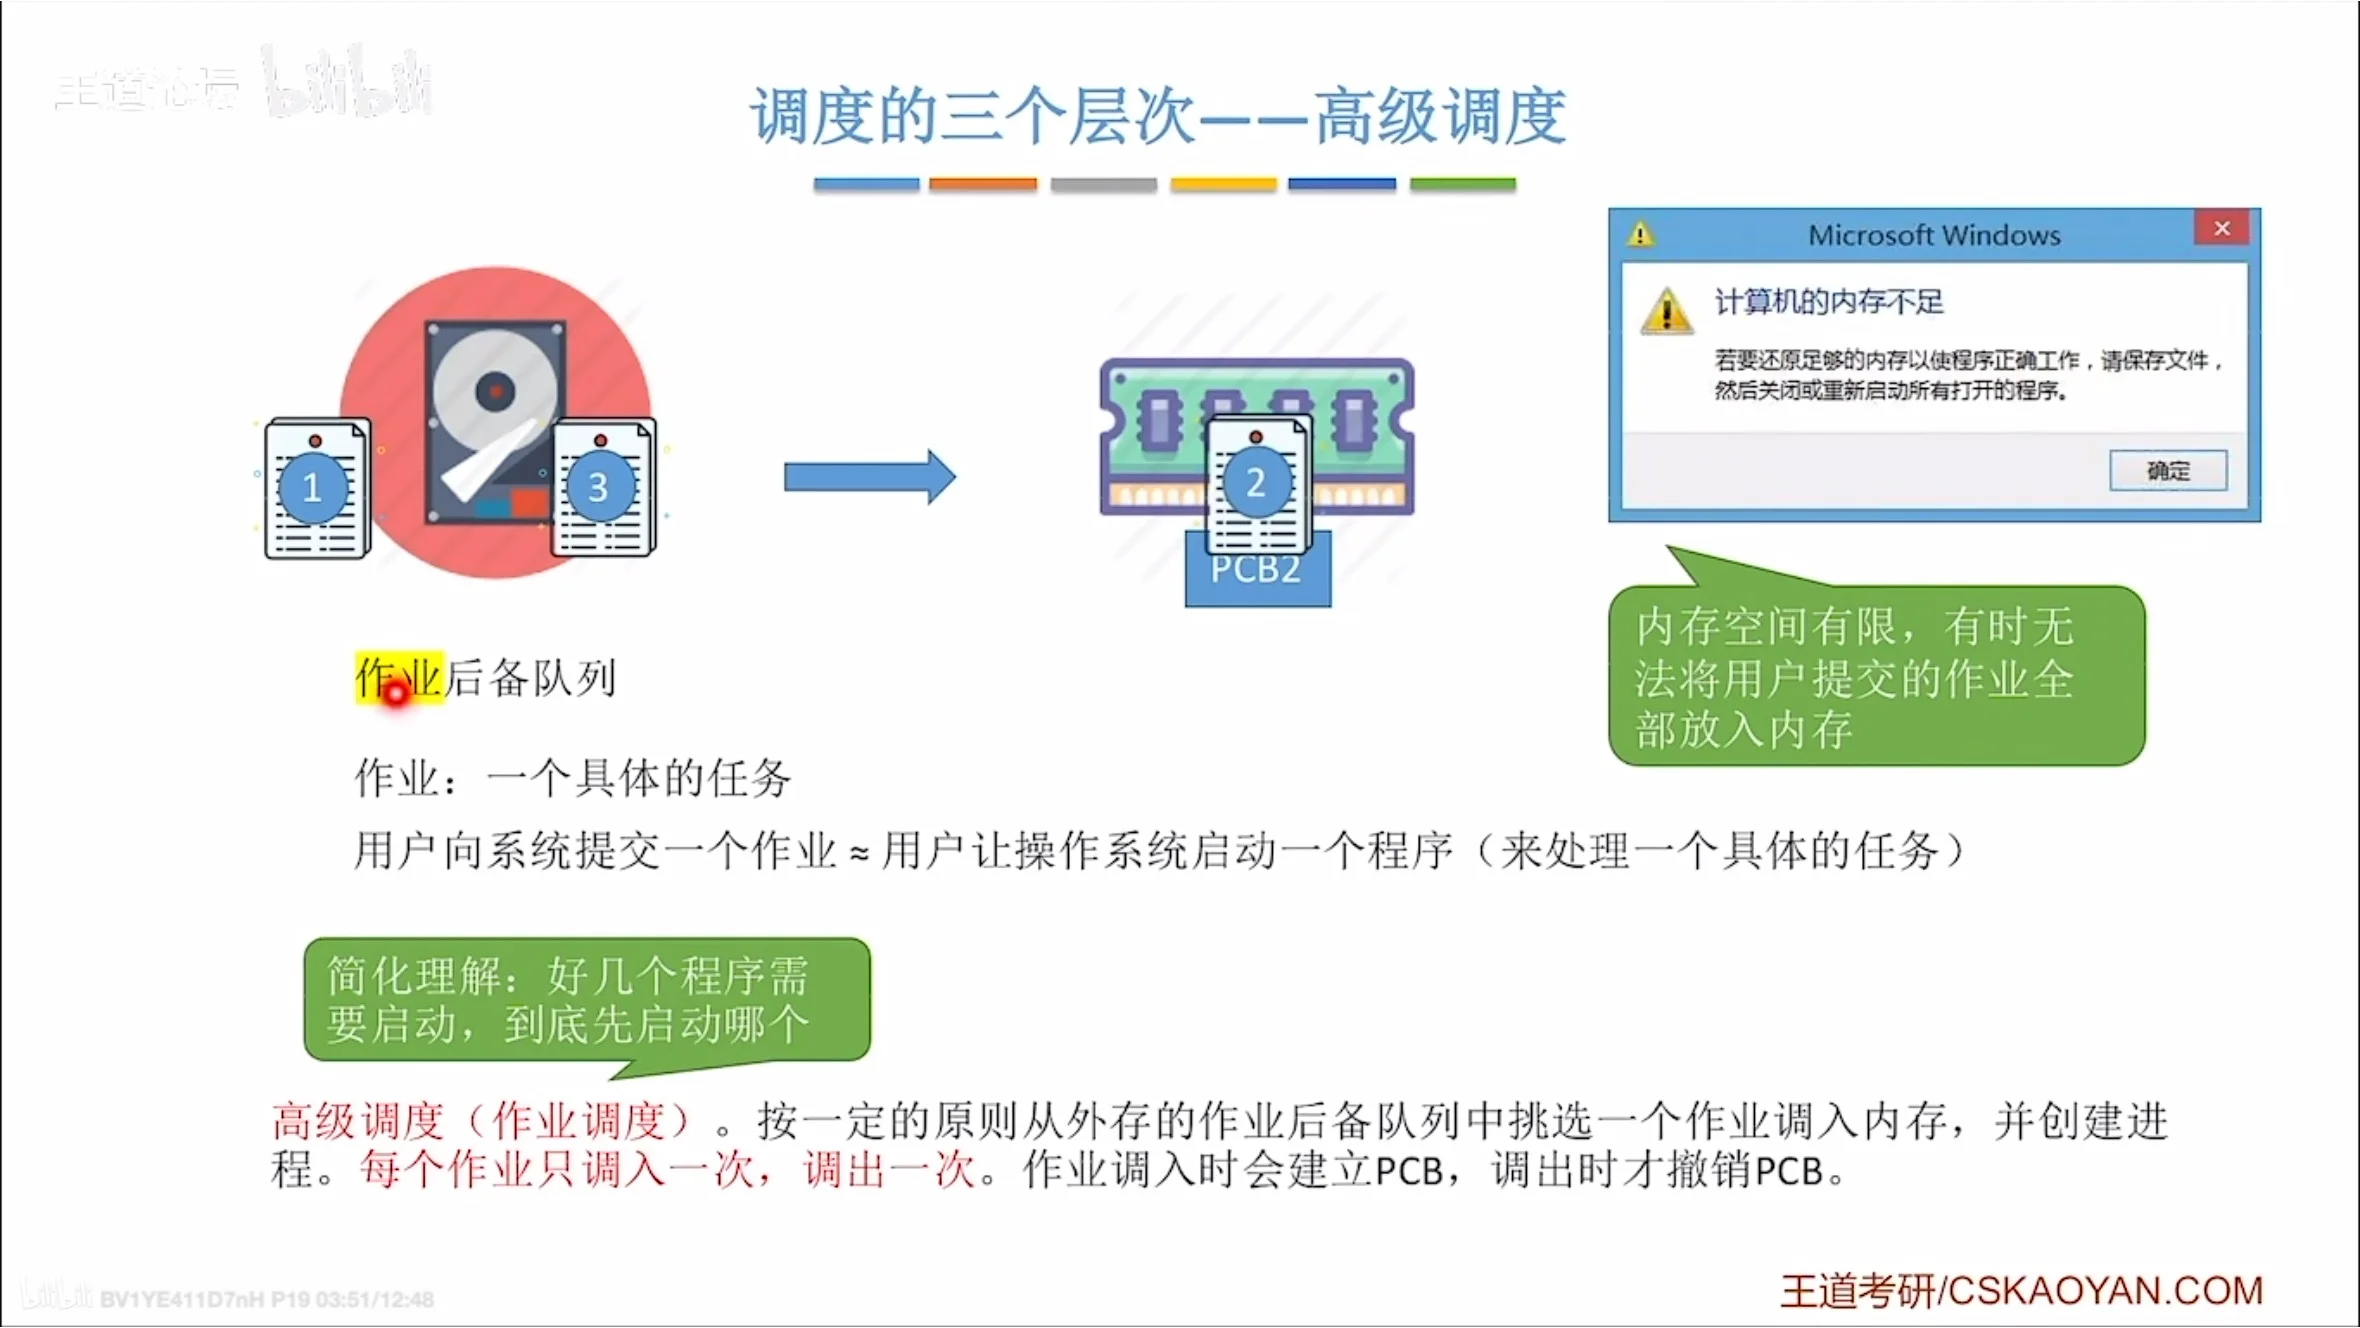 王道论坛 bilibili
调度的三个层次——高级调度
Microsoft Windows
计算机的内存不足
若要还原足够的内存以使程序正确工作，请保存文件，
然后关闭或重新启动所有打开的程序。
确定
1
3
2
PCB2
内存空间有限，有时无
法将用户提交的作业全
部放入内存
作业后备队列
作业：一个具体的任务
用户向系统提交一个作业 ≈ 用户让操作系统启动一个程序（来处理一个具体的任务）
简化理解：好几个程序需
要启动，到底先启动哪个
高级调度（作业调度）。按一定的原则从外存的作业后备队列中挑选一个作业调入内存，并创建进
程。每个作业只调入一次，调出一次。作业调入时会建立PCB，调出时才撤销PCB。
bilibili BV1YE411D7nH P19 03:51/12:48
王道考研/CSKAOYAN.COM